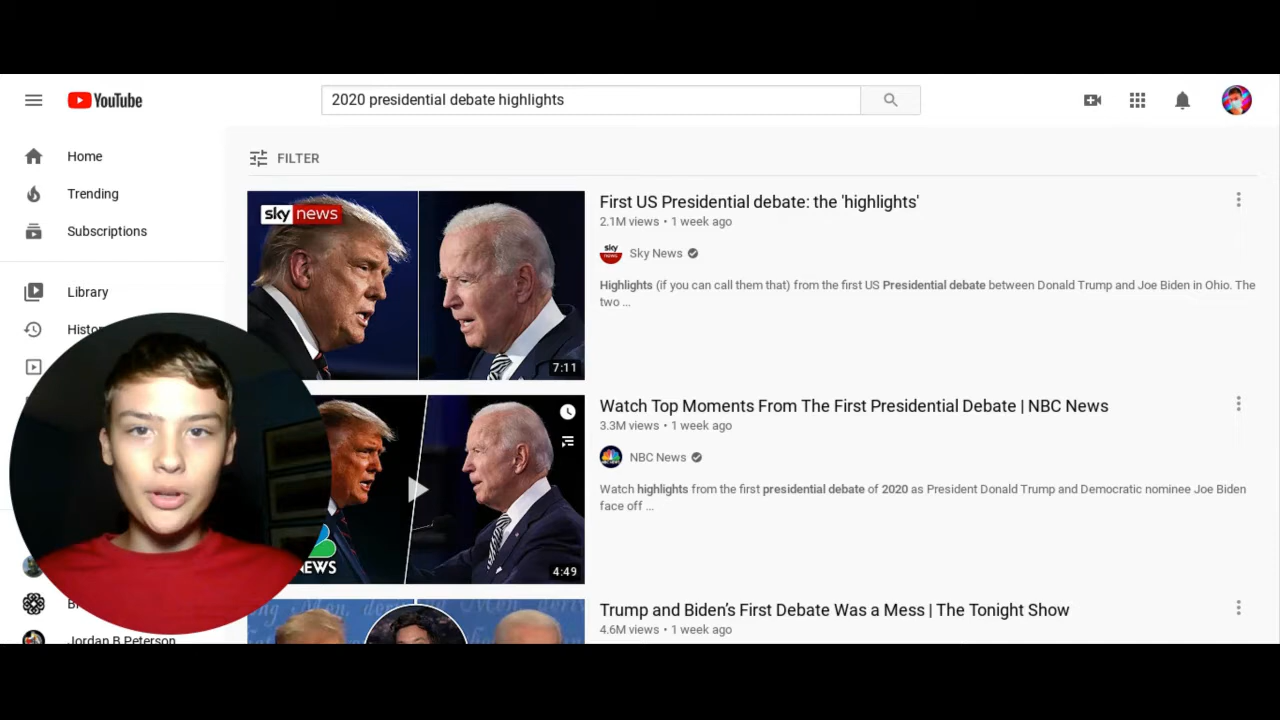 YouTube
2020 presidential debate highlights
Home
Trending
Subscriptions
Library
FILTER
sky news
7:11
First US Presidential debate: the 'highlights'
2.1M views • 1 week ago
sky news
Sky News
Highlights (if you can call them that) from the first US Presidential debate between Donald Trump and Joe Biden in Ohio. The
two ...
4:49
Watch Top Moments From The First Presidential Debate | NBC News
3.3M views • 1 week ago
NBC News
Watch highlights from the first presidential debate of 2020 as President Donald Trump and Democratic nominee Joe Biden
face off ...
Trump and Biden’s First Debate Was a Mess | The Tonight Show
4.6M views • 1 week ago
Jordan B Peterson